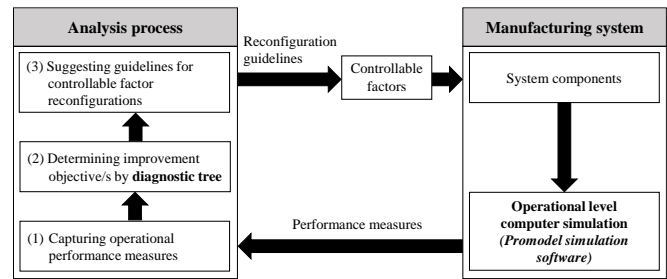 Analysis process
(3) Suggesting guidelines for
controllable factor
reconfigurations
(2) Determining improvement
objective/s by diagnostic tree
(1) Capturing operational
performance measures
Reconfiguration
guidelines
Controllable
factors
Performance measures
Manufacturing system
System components
Operational level
computer simulation
(Promodel simulation
software)